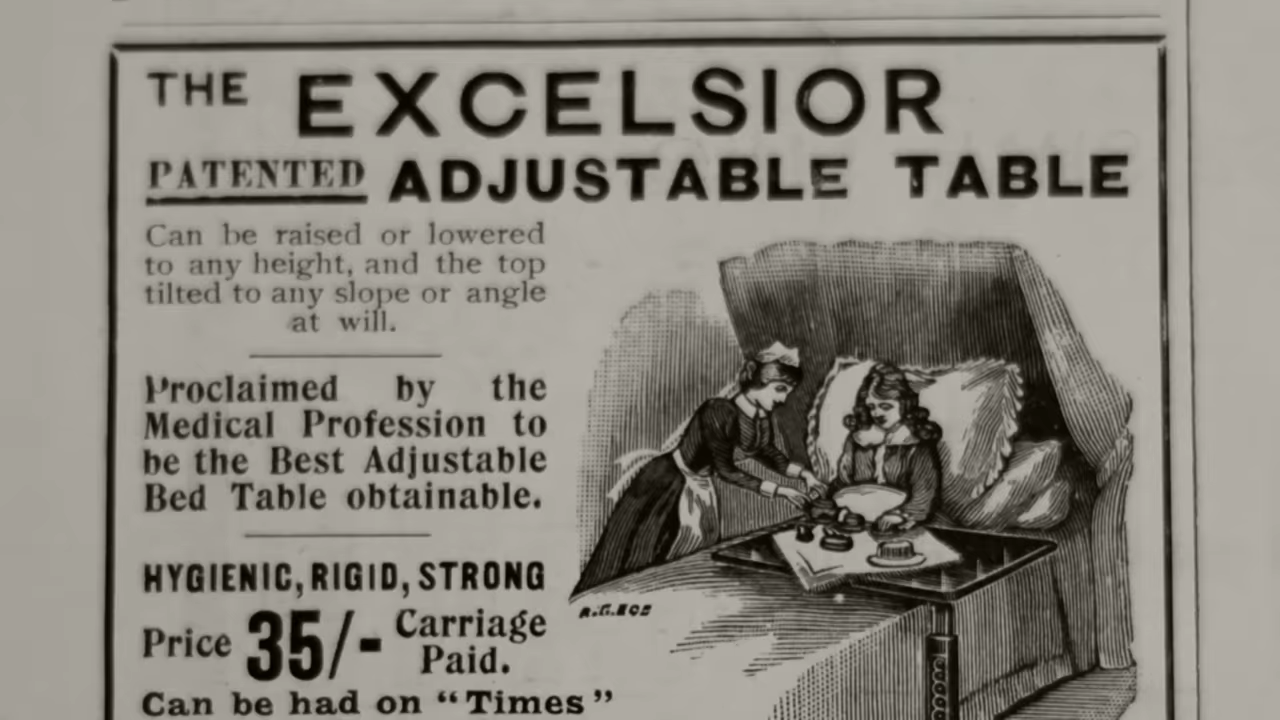 THE EXCELSIOR
PATENTED ADJUSTABLE TABLE
Can be raised or lowered
to any height, and the top
tilted to any slope or angle
at will.
Proclaimed by the
Medical Profession to
be the Best Adjustable
Bed Table obtainable.
HYGIENIC, RIGID, STRONG
Price 35/- Carriage
Paid.
Can be had on "Times"